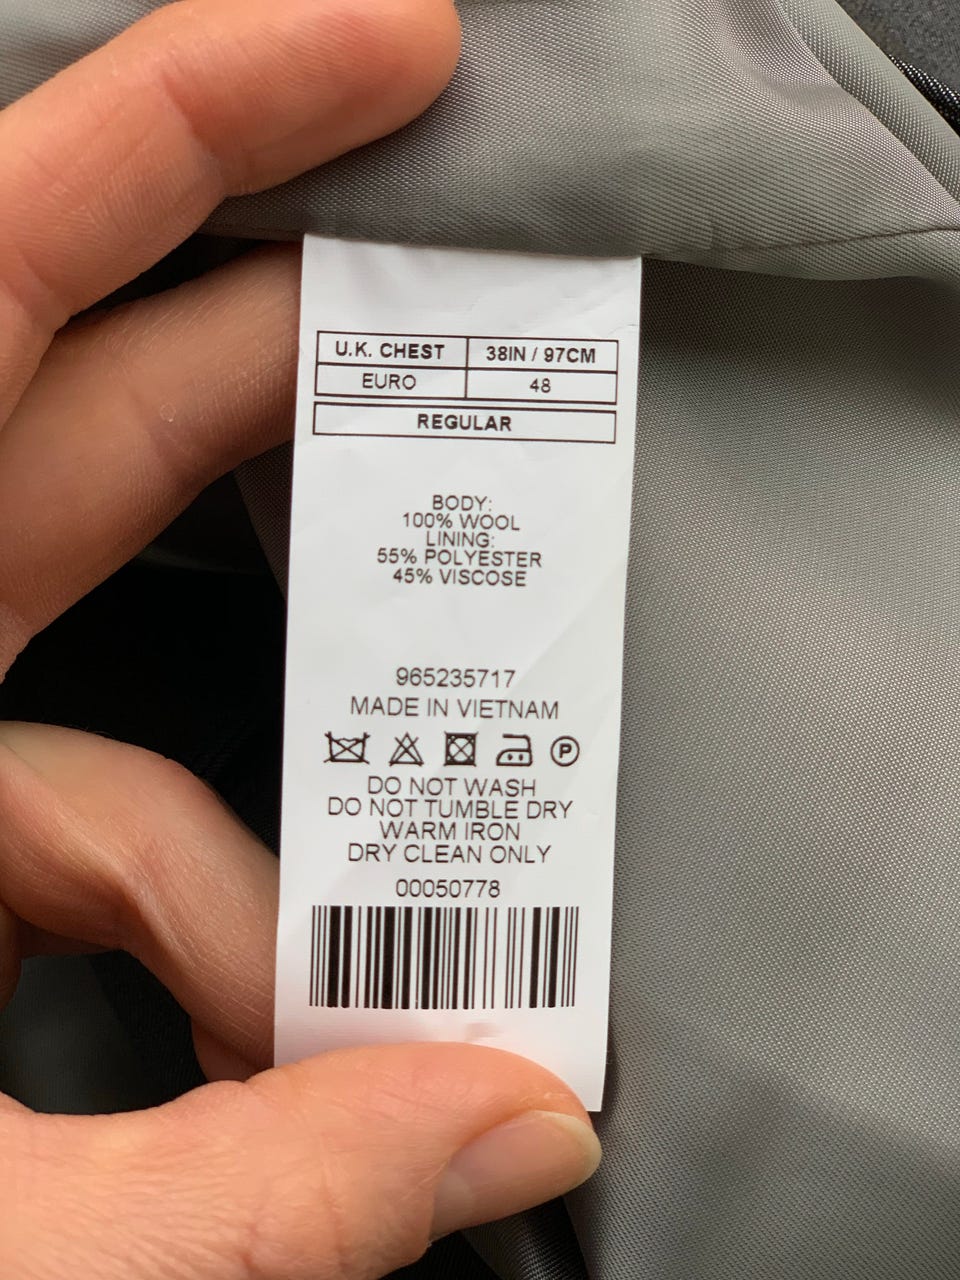 U.K. CHEST 38IN / 97CM
EURO 48
REGULAR
BODY:
100% WOOL
LINING:
55% POLYESTER
45% VISCOSE
965235717
MADE IN VIETNAM
P
DO NOT WASH
DO NOT TUMBLE DRY
WARM IRON
DRY CLEAN ONLY
00050778